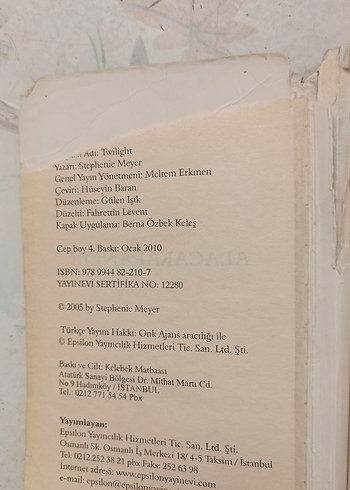 Adı: Twilight
Yazarı: Stephenie Meyer
Genel Yayın Yönetmeni: Meltem Erkmen
Çeviri: Hüseyin Baran
Düzenleme: Gülen Işık
Düzelti: Fahrettin Levent
Kapak Uygulama: Berna Özbek Keleş
Cep boy 4. Baskı: Ocak 2010
ISBN: 978 9944 82-210-7
YAYINEVİ SERTİFİKA NO: 12280
© 2005 by Stephenie Meyer
Türkçe Yayım Hakkı: Onk Ajans aracılığı ile
© Epsilon Yayıncılık Hizmetleri Tic. San. Ltd. Şti.
Baskı ve Cilt: Kelebek Matbaası
Atatürk Sanayi Bölgesi Dr. Mithat Martı Cd.
No.9 Hadımköy / İSTANBUL
Tel.: 0212 771 54 54 Pbx
Yayımlayan:
Epsilon Yayıncılık Hizmetleri Tic. San. Ltd. Şti.
Osmanlı Sk. Osmanlı İş Merkezi 18/ 4-5 Taksim / İstanbul
Tel: 0212.252 38 21 pbx Faks: 252 63 98
İnternet adresi: www.epsilonyayinevi.com
e-mail: epsilon@epsilonyayin